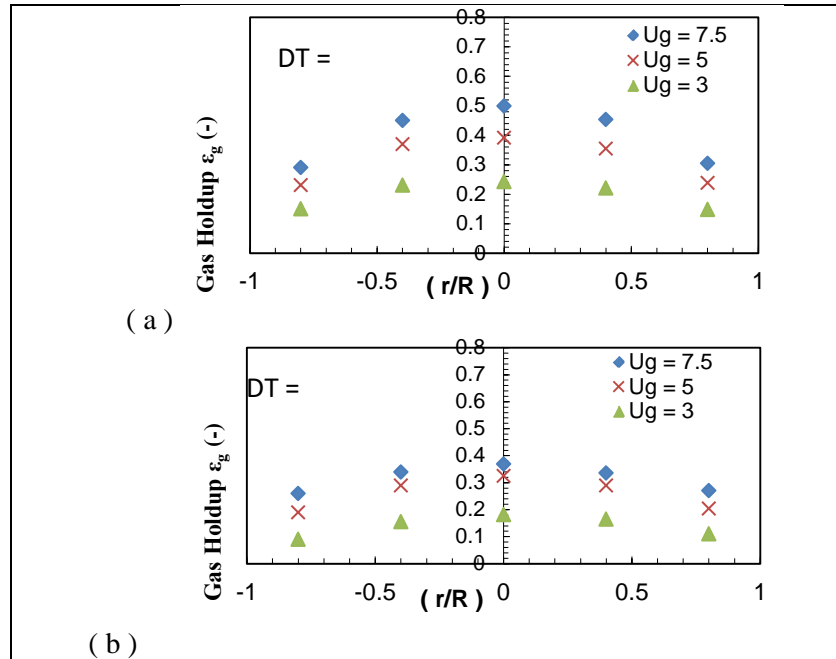 0.8
0.7
0.6
0.5
0.4
0.3
0.2
0.1
0
DT =
Ug = 7.5
Ug = 5
Ug = 3
Gas Holdup εg (-)
-1 -0.5 0 0.5 1
( r/R )
( a )
0.8
0.7
0.6
0.5
0.4
0.3
0.2
0.1
0
DT =
Ug = 7.5
Ug = 5
Ug = 3
Gas Holdup εg (-)
-1 -0.5 0 0.5 1
( r/R )
( b )